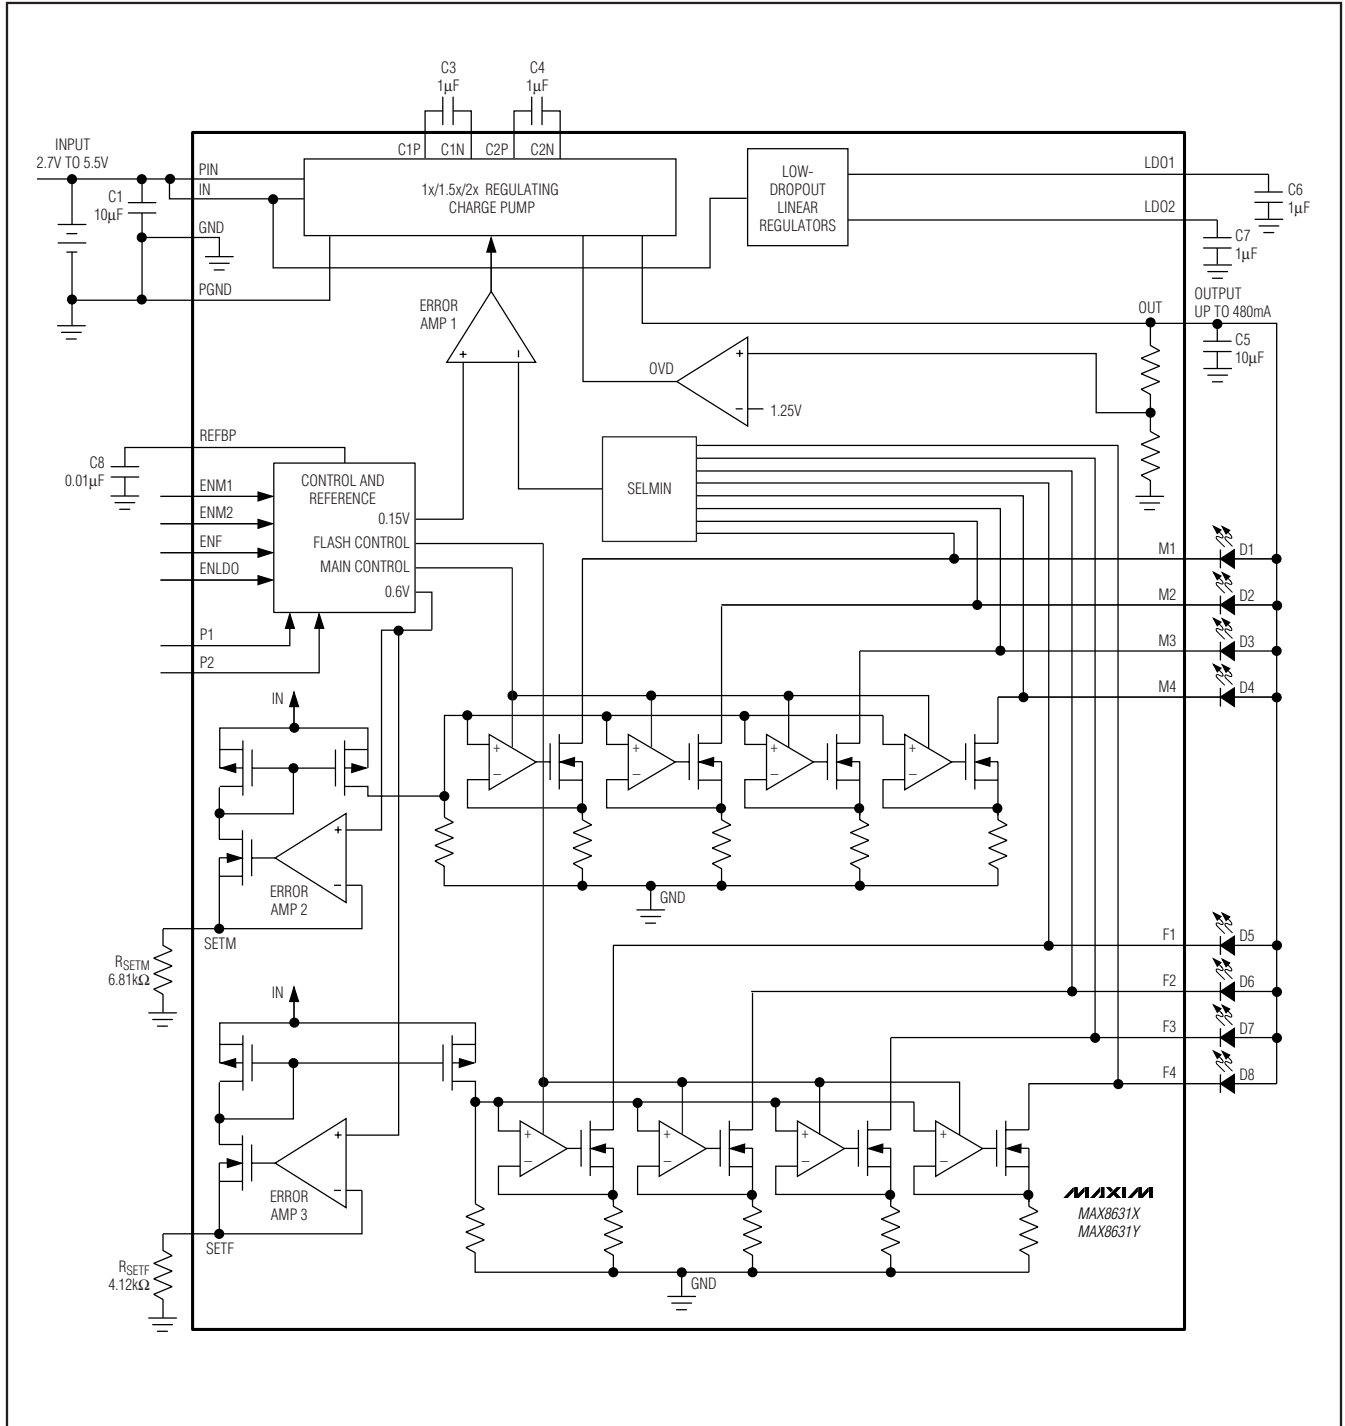 C3
1µF
C4
1µF
INPUT
2.7V TO 5.5V
C1P
C1N
C2P
C2N
PIN
IN
C1
10µF
GND
PGND
1x/1.5x/2x REGULATING
CHARGE PUMP
LOW-
DROPOUT
LINEAR
REGULATORS
LDO1
LDO2
C6
1µF
C7
1µF
ERROR
AMP 1
+
−
OUT
OUTPUT
UP TO 480mA
C5
10µF
OVD
+
−
1.25V
REFBP
C8
0.01µF
CONTROL AND
REFERENCE
SELMIN
ENM1
ENM2
ENF
ENLDO
0.15V
FLASH CONTROL
MAIN CONTROL
0.6V
P1
P2
M1
D1
M2
D2
M3
D3
M4
D4
IN
+
−
+
−
+
−
+
−
+
−
ERROR
AMP 2
GND
SETM
RSETM
6.81kΩ
F1
D5
F2
D6
F3
D7
F4
D8
IN
+
−
+
−
+
−
+
−
+
−
ERROR
AMP 3
MAXIM
MAX8631X
MAX8631Y
SETF
RSETF
4.12kΩ
GND